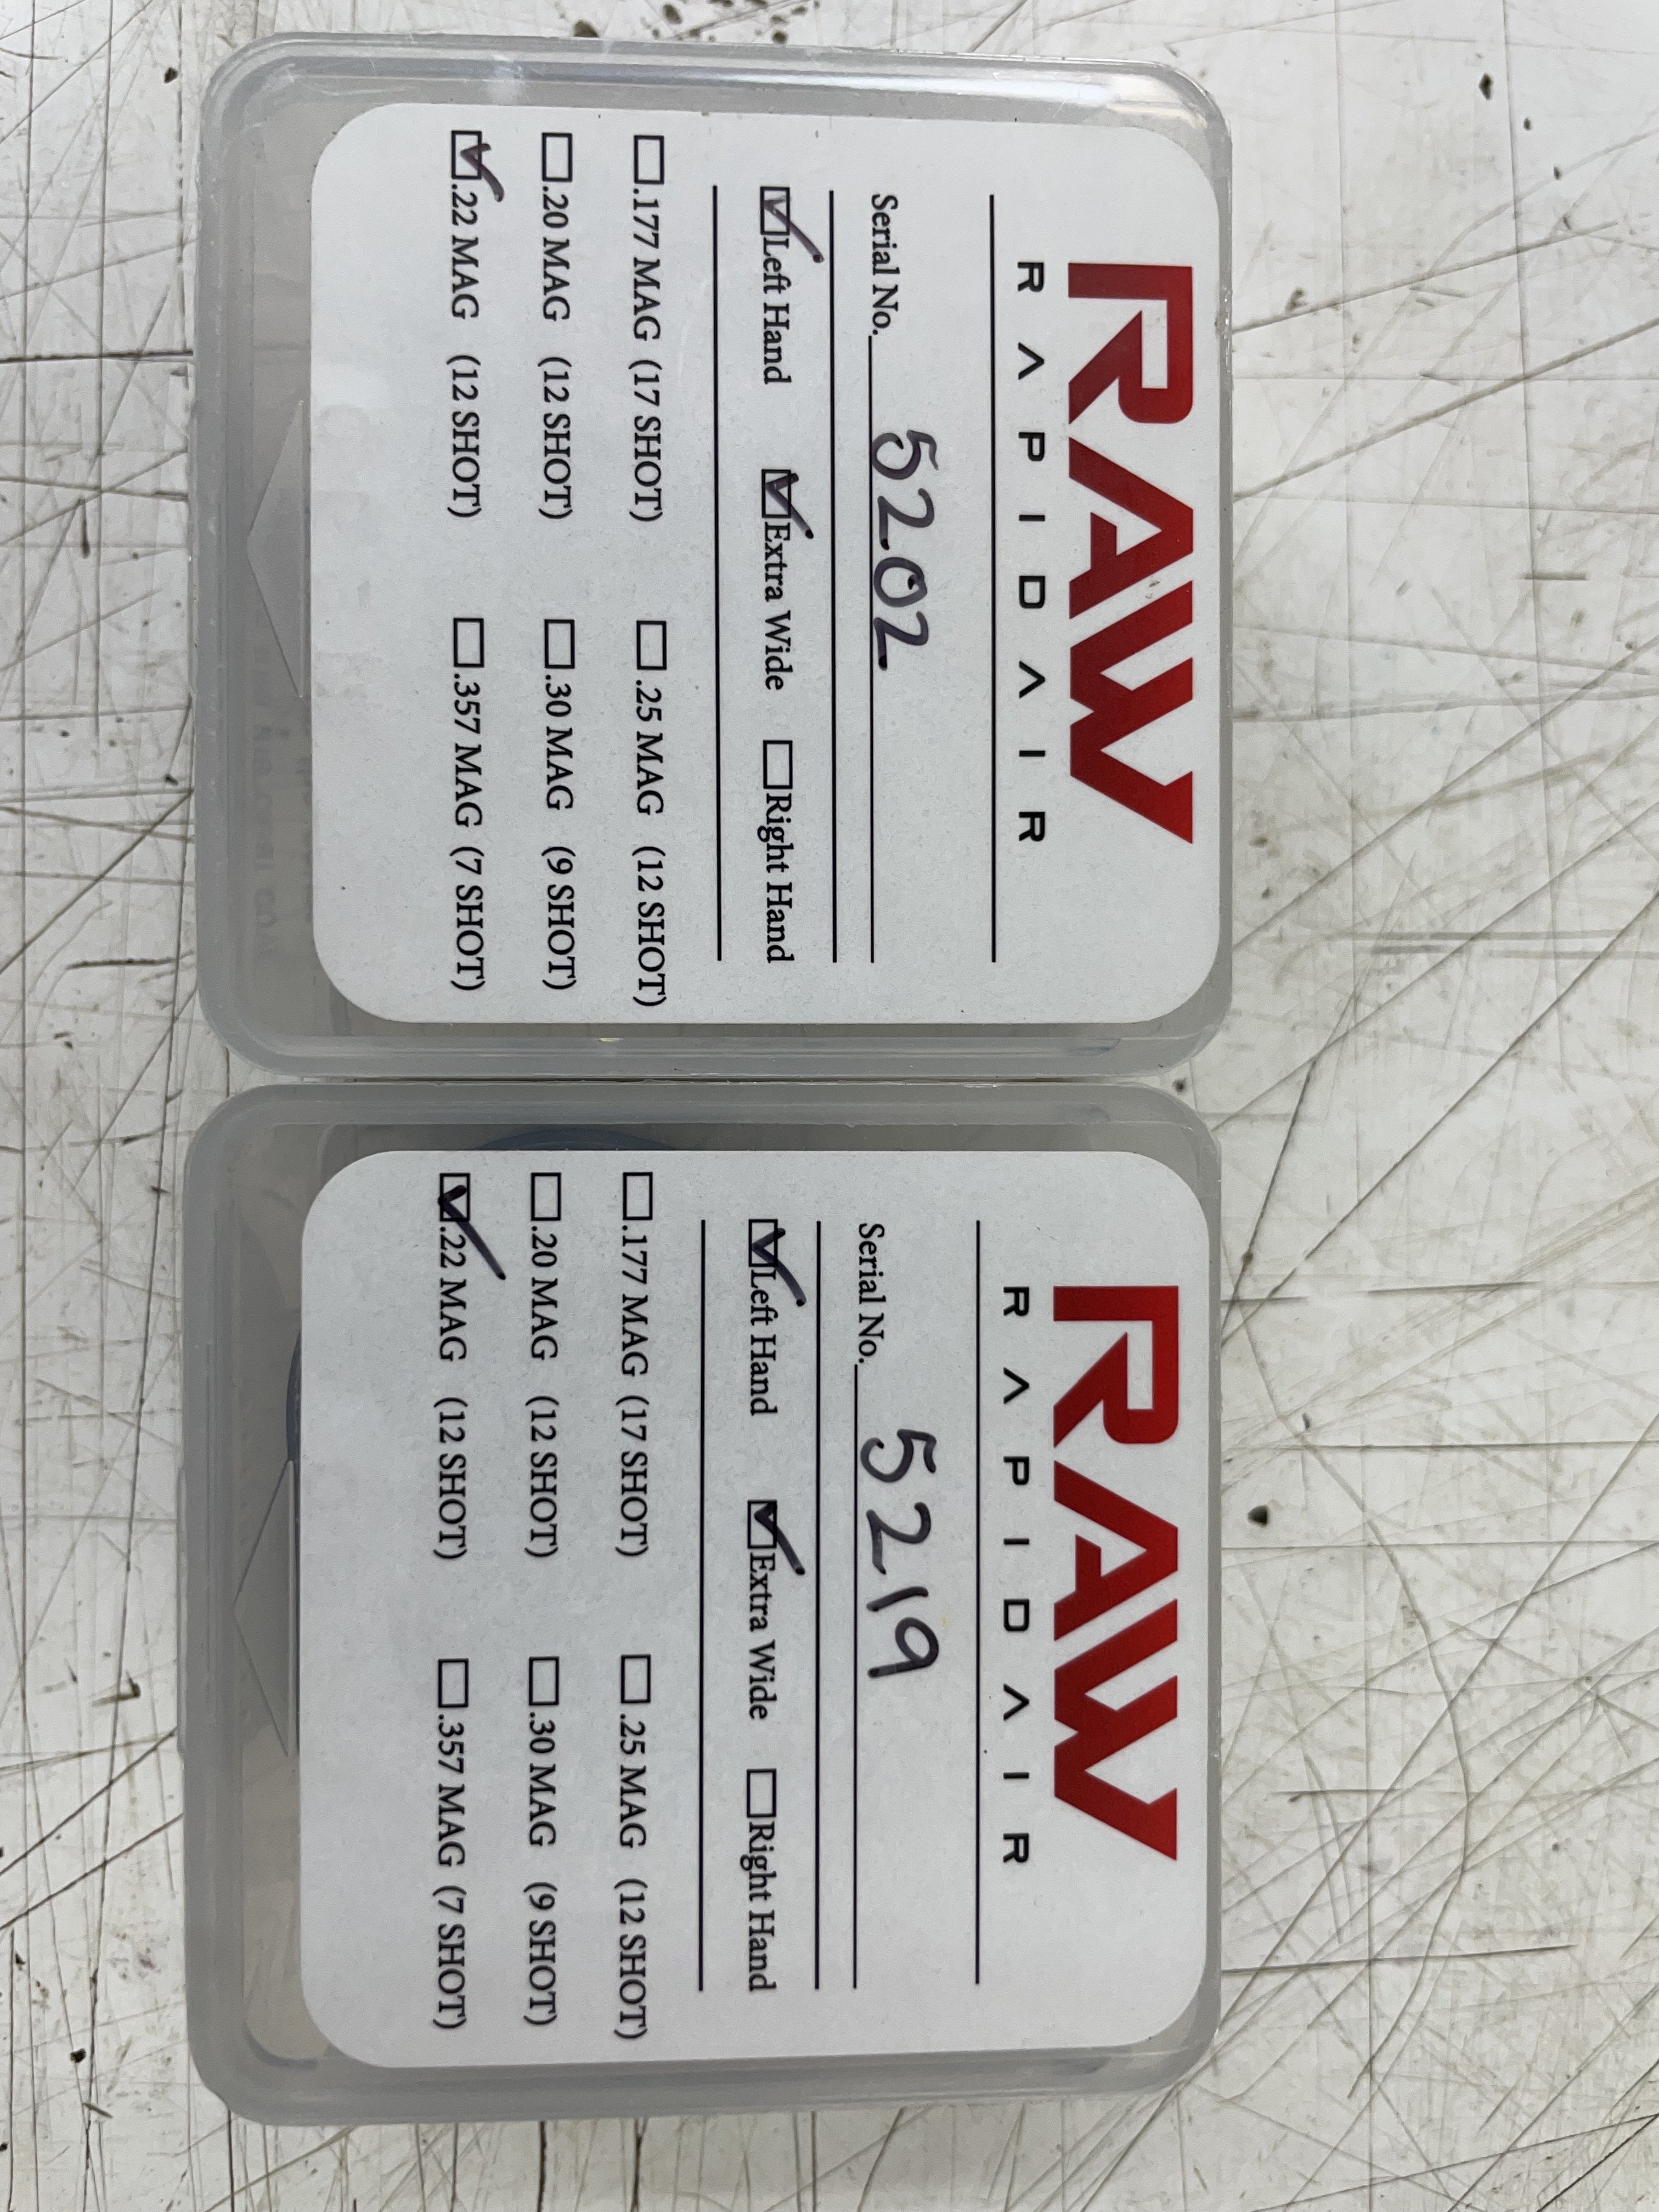 RAW
RAPIDAIR
Serial No. 5202
☑Left Hand ☑Extra Wide ☐Right Hand
☐.177 MAG (17 SHOT) ☐.25 MAG (12 SHOT)
☐.20 MAG (12 SHOT) ☐.30 MAG (9 SHOT)
☑.22 MAG (12 SHOT) ☐.357 MAG (7 SHOT)
RAW
RAPIDAIR
Serial No. 5219
☑Left Hand ☑Extra Wide ☐Right Hand
☐.177 MAG (17 SHOT) ☐.25 MAG (12 SHOT)
☐.20 MAG (12 SHOT) ☐.30 MAG (9 SHOT)
☑.22 MAG (12 SHOT) ☐.357 MAG (7 SHOT)